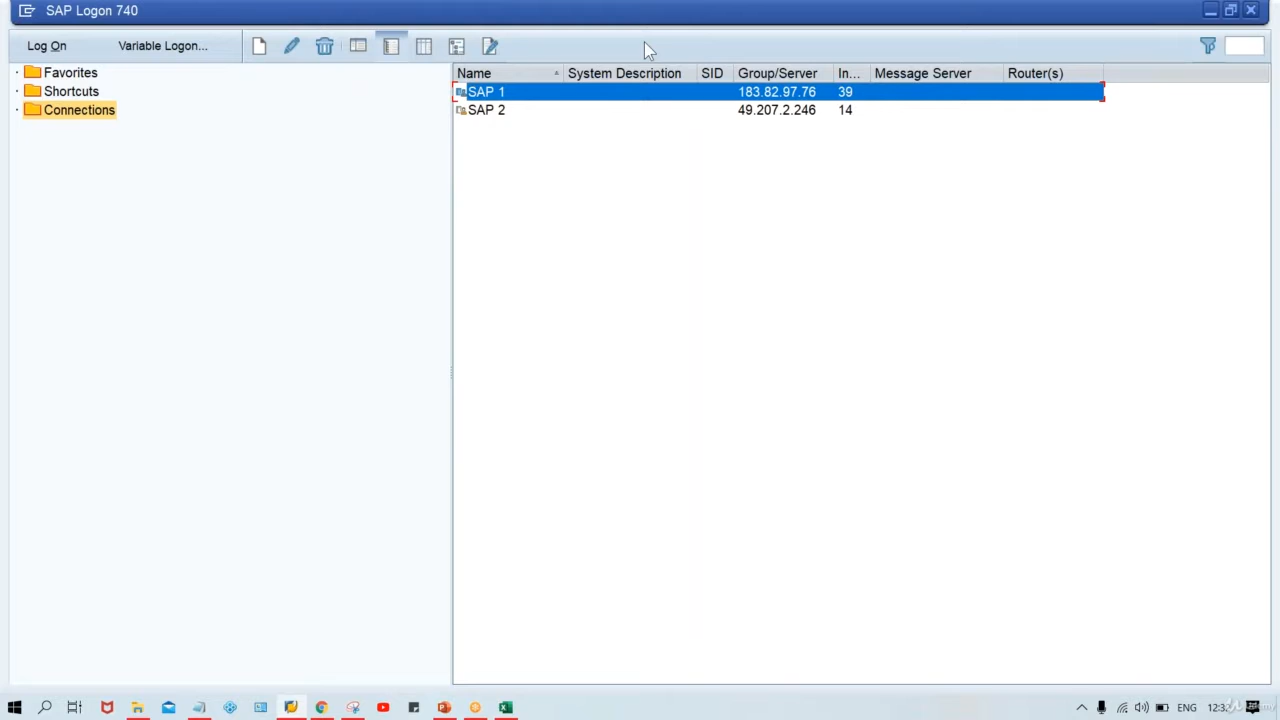 SAP Logon 740
Log On Variable Logon...
Favorites
Shortcuts
Connections
Name System Description SID Group/Server In... Message Server Router(s)
SAP 1 183.82.97.76 39
SAP 2 49.207.2.246 14
ENG
Udemy